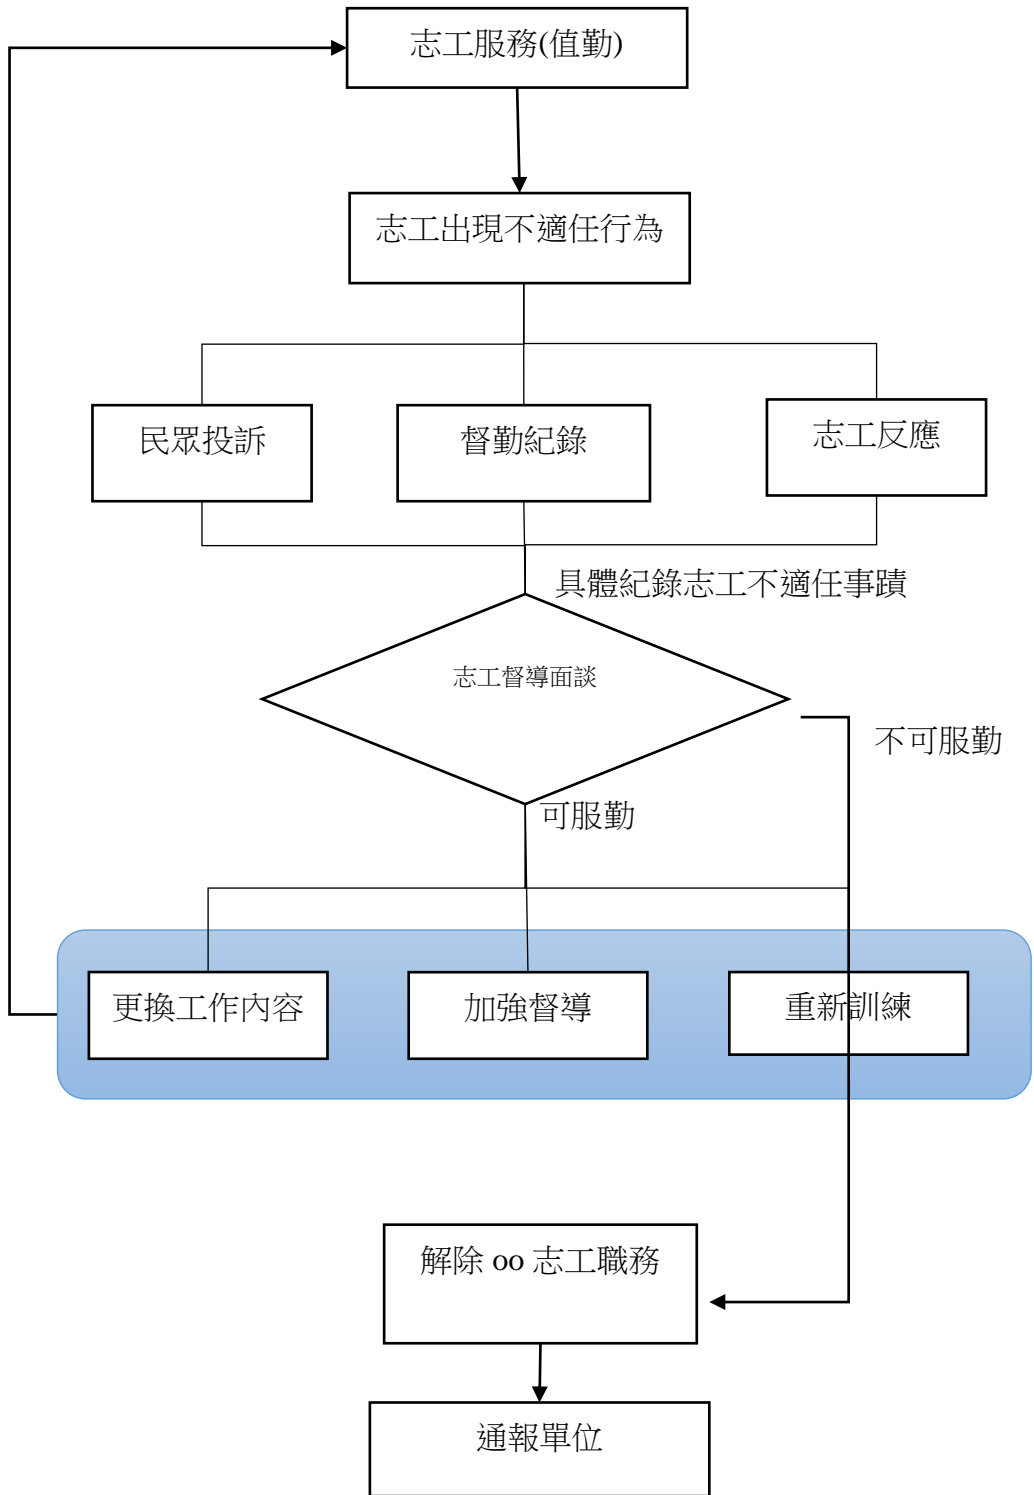 志工服務(值勤)
志工出現不適任行為
民眾投訴
督勤紀錄
志工反應
具體紀錄志工不適任事蹟
志工督導面談
不可服勤
可服勤
更換工作內容
加強督導
重新訓練
解除 oo 志工職務
通報單位